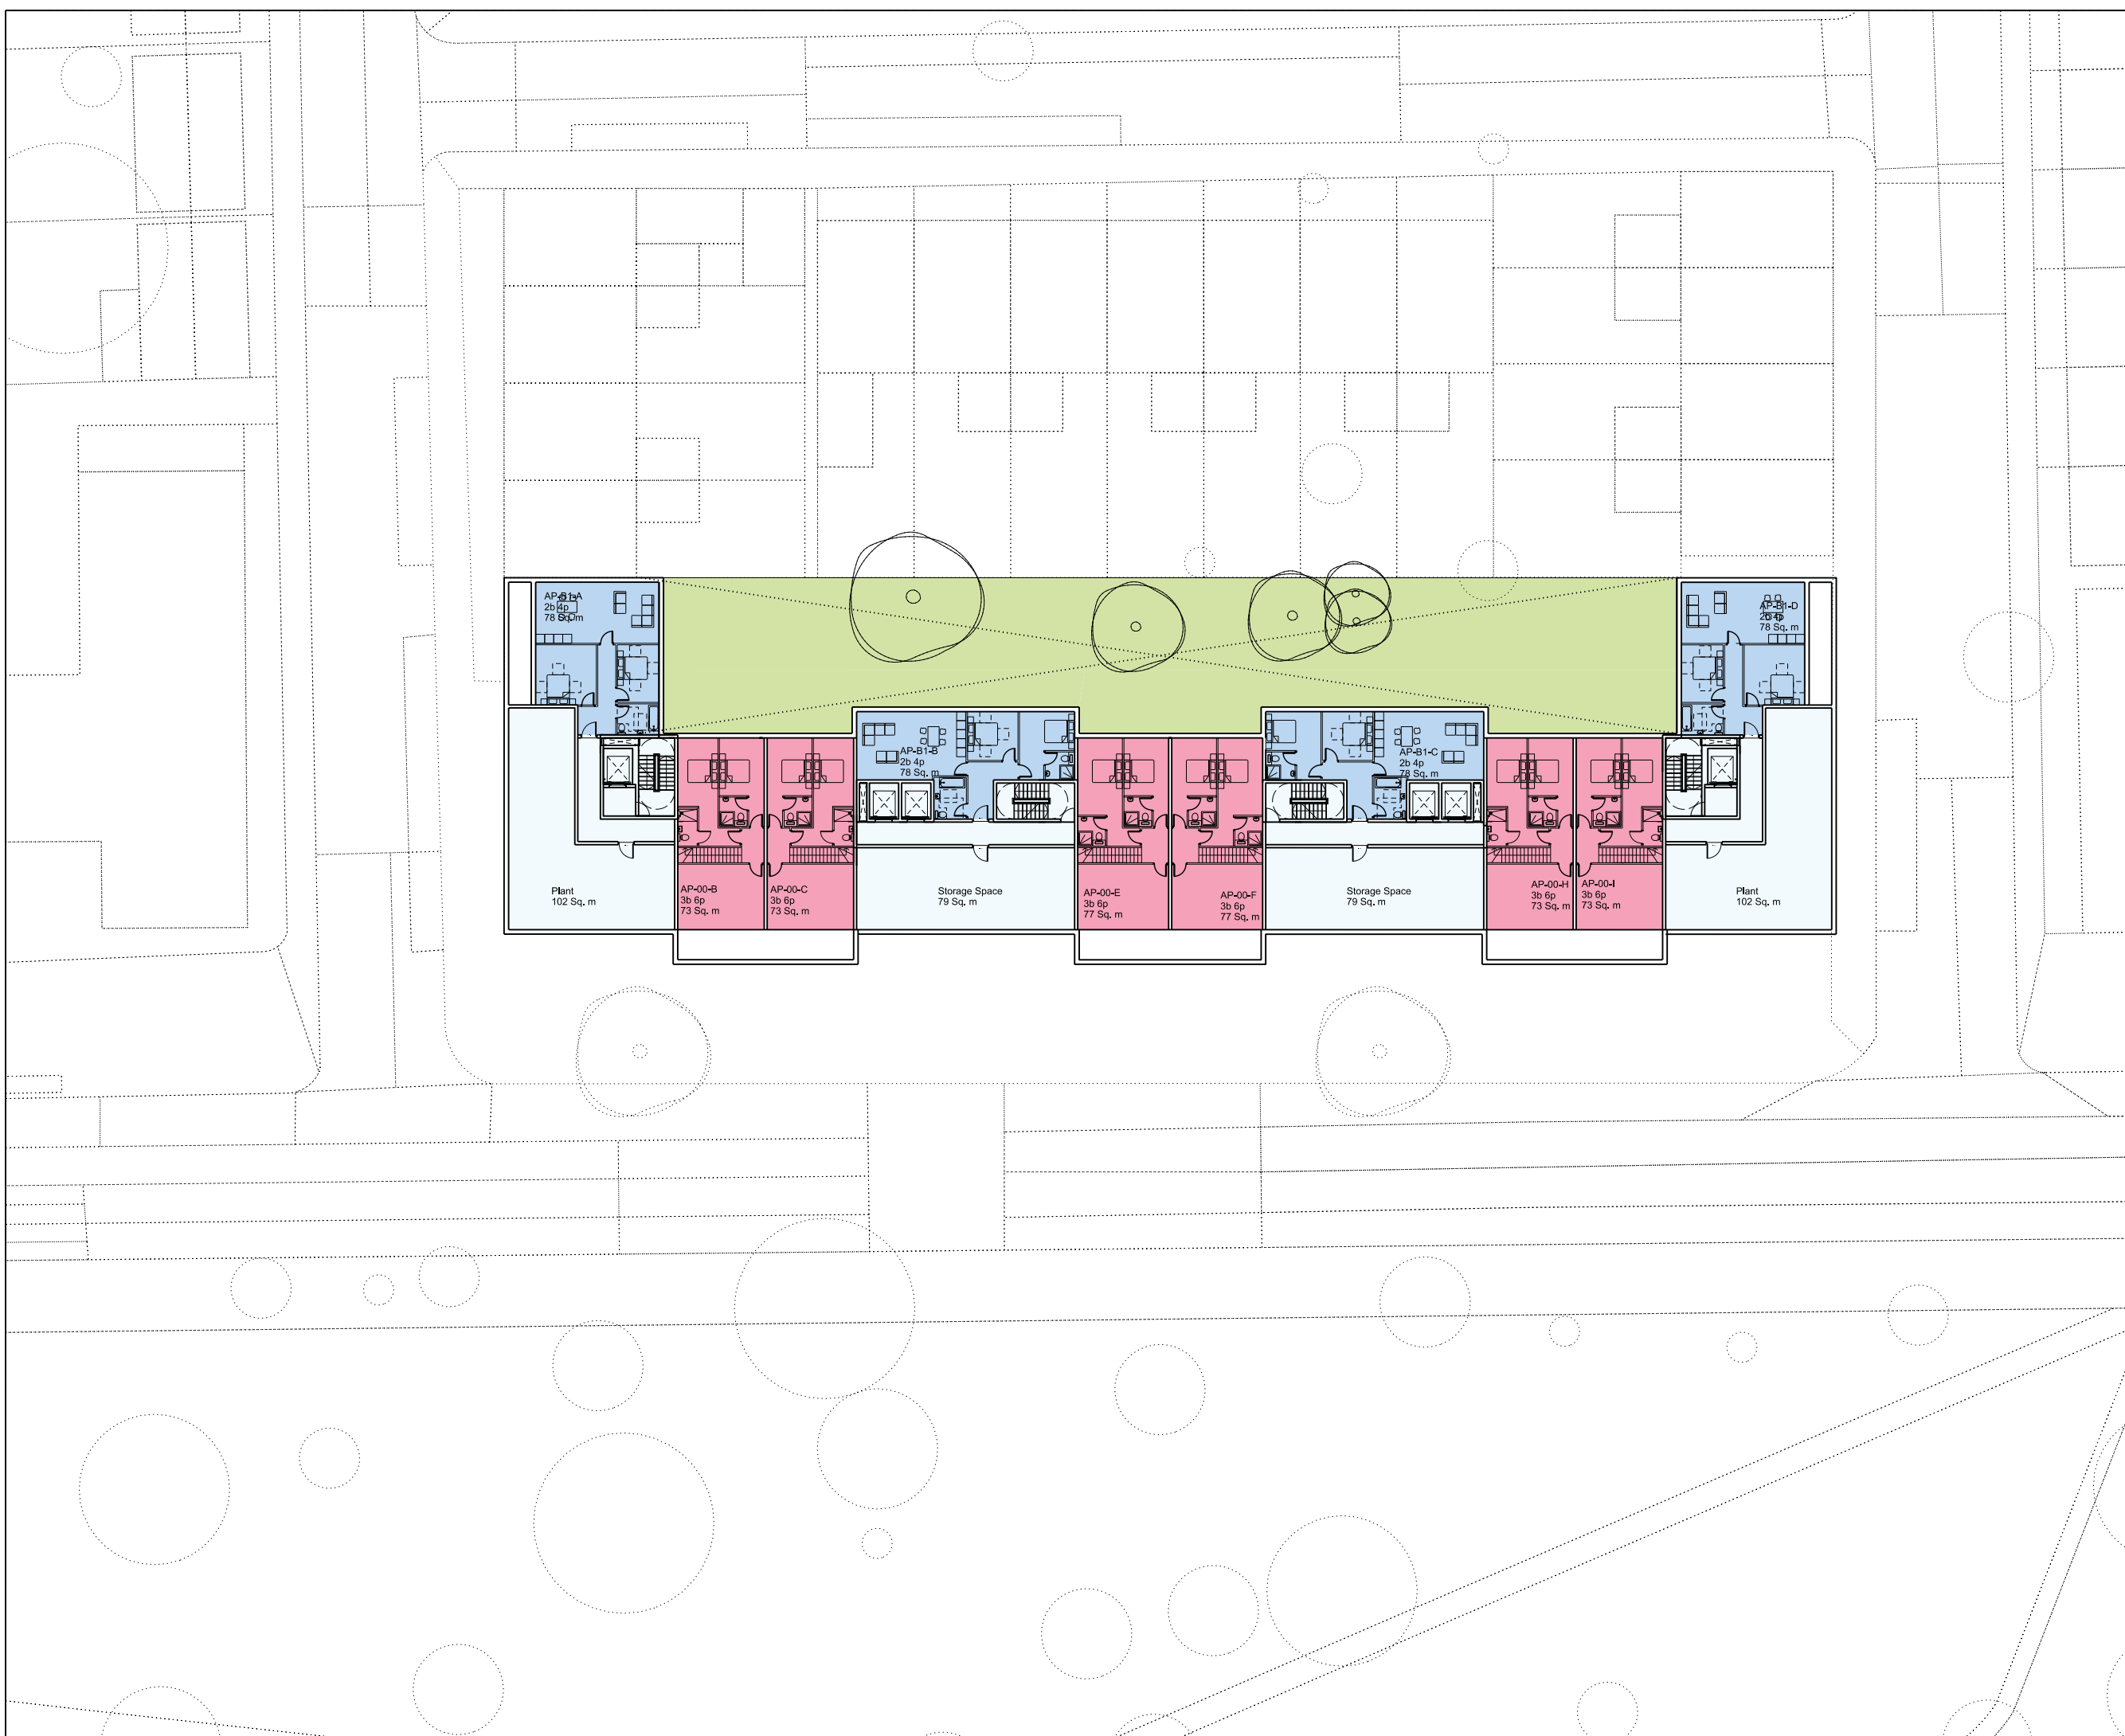 AP-B1-A
2b 4p
78 Sq. m
AP-B1-D
2b 4p
78 Sq. m
AP-B1-B
2b 4p
78 Sq. m
AP-B1-C
2b 4p
78 Sq. m
Plant
102 Sq. m
AP-00-B
3b 6p
73 Sq. m
AP-00-C
3b 6p
73 Sq. m
Storage Space
79 Sq. m
AP-00-E
3b 6p
77 Sq. m
AP-00-F
3b 6p
77 Sq. m
Storage Space
79 Sq. m
AP-00-H
3b 6p
73 Sq. m
AP-00-I
3b 6p
73 Sq. m
Plant
102 Sq. m